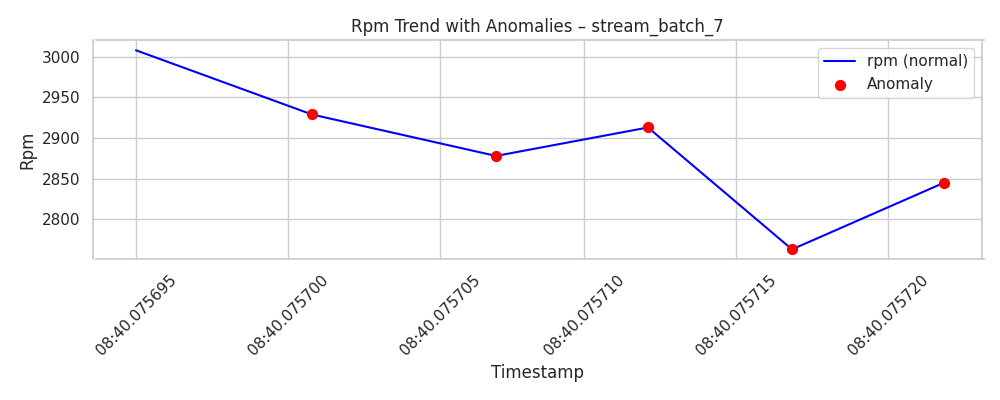 Rpm Trend with Anomalies – stream_batch_7
rpm (normal)
Anomaly
Rpm
3000
2950
2900
2850
2800
08:40.075695
08:40.075700
08:40.075705
08:40.075710
08:40.075715
08:40.075720
Timestamp